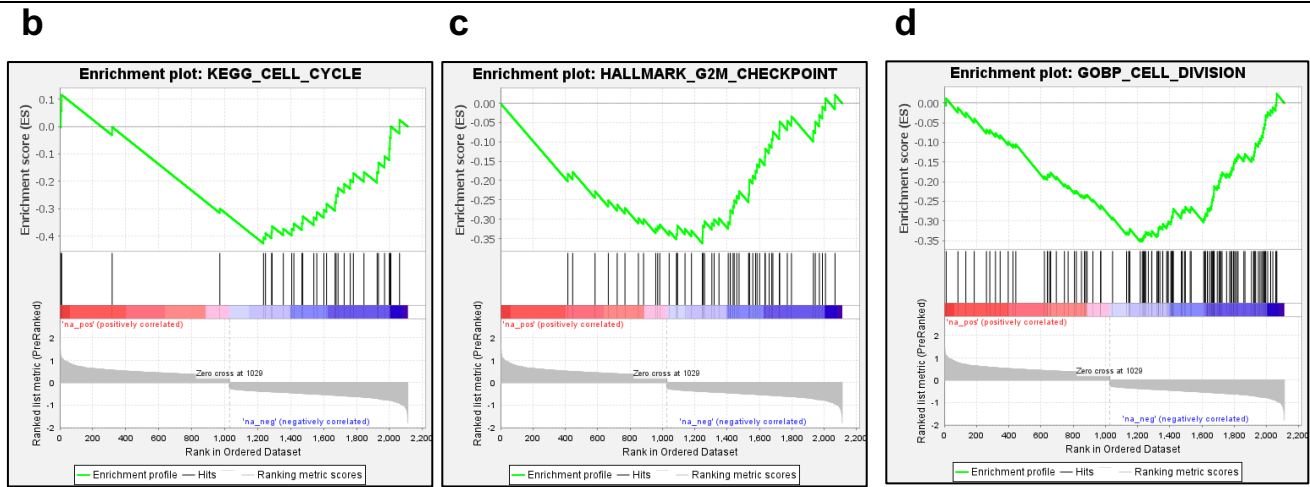 b
Enrichment plot: KEGG_CELL_CYCLE
Enrichment score (ES)
0.1
0.0
-0.1
-0.2
-0.3
-0.4
'na_pos' (positively correlated)
Ranked list metric (PreRanked)
2
1
0
-1
-2
Zero cross at 1029
'na_neg' (negatively correlated)
0 200 400 600 800 1,000 1,200 1,400 1,600 1,800 2,000 2,200
Rank in Ordered Dataset
Enrichment profile Hits Ranking metric scores
c
Enrichment plot: HALLMARK_G2M_CHECKPOINT
Enrichment score (ES)
0.00
-0.05
-0.10
-0.15
-0.20
-0.25
-0.30
-0.35
'na_pos' (positively correlated)
Ranked list metric (PreRanked)
2
1
0
-1
-2
Zero cross at 1029
'na_neg' (negatively correlated)
0 200 400 600 800 1,000 1,200 1,400 1,600 1,800 2,000 2,200
Rank in Ordered Dataset
Enrichment profile Hits Ranking metric scores
d
Enrichment plot: GOBP_CELL_DIVISION
Enrichment score (ES)
0.00
-0.05
-0.10
-0.15
-0.20
-0.25
-0.30
-0.35
'na_pos' (positively correlated)
Ranked list metric (PreRanked)
2
1
0
-1
-2
Zero cross at 1029
'na_neg' (negatively correlated)
0 200 400 600 800 1,000 1,200 1,400 1,600 1,800 2,000 2,200
Rank in Ordered Dataset
Enrichment profile Hits Ranking metric scores